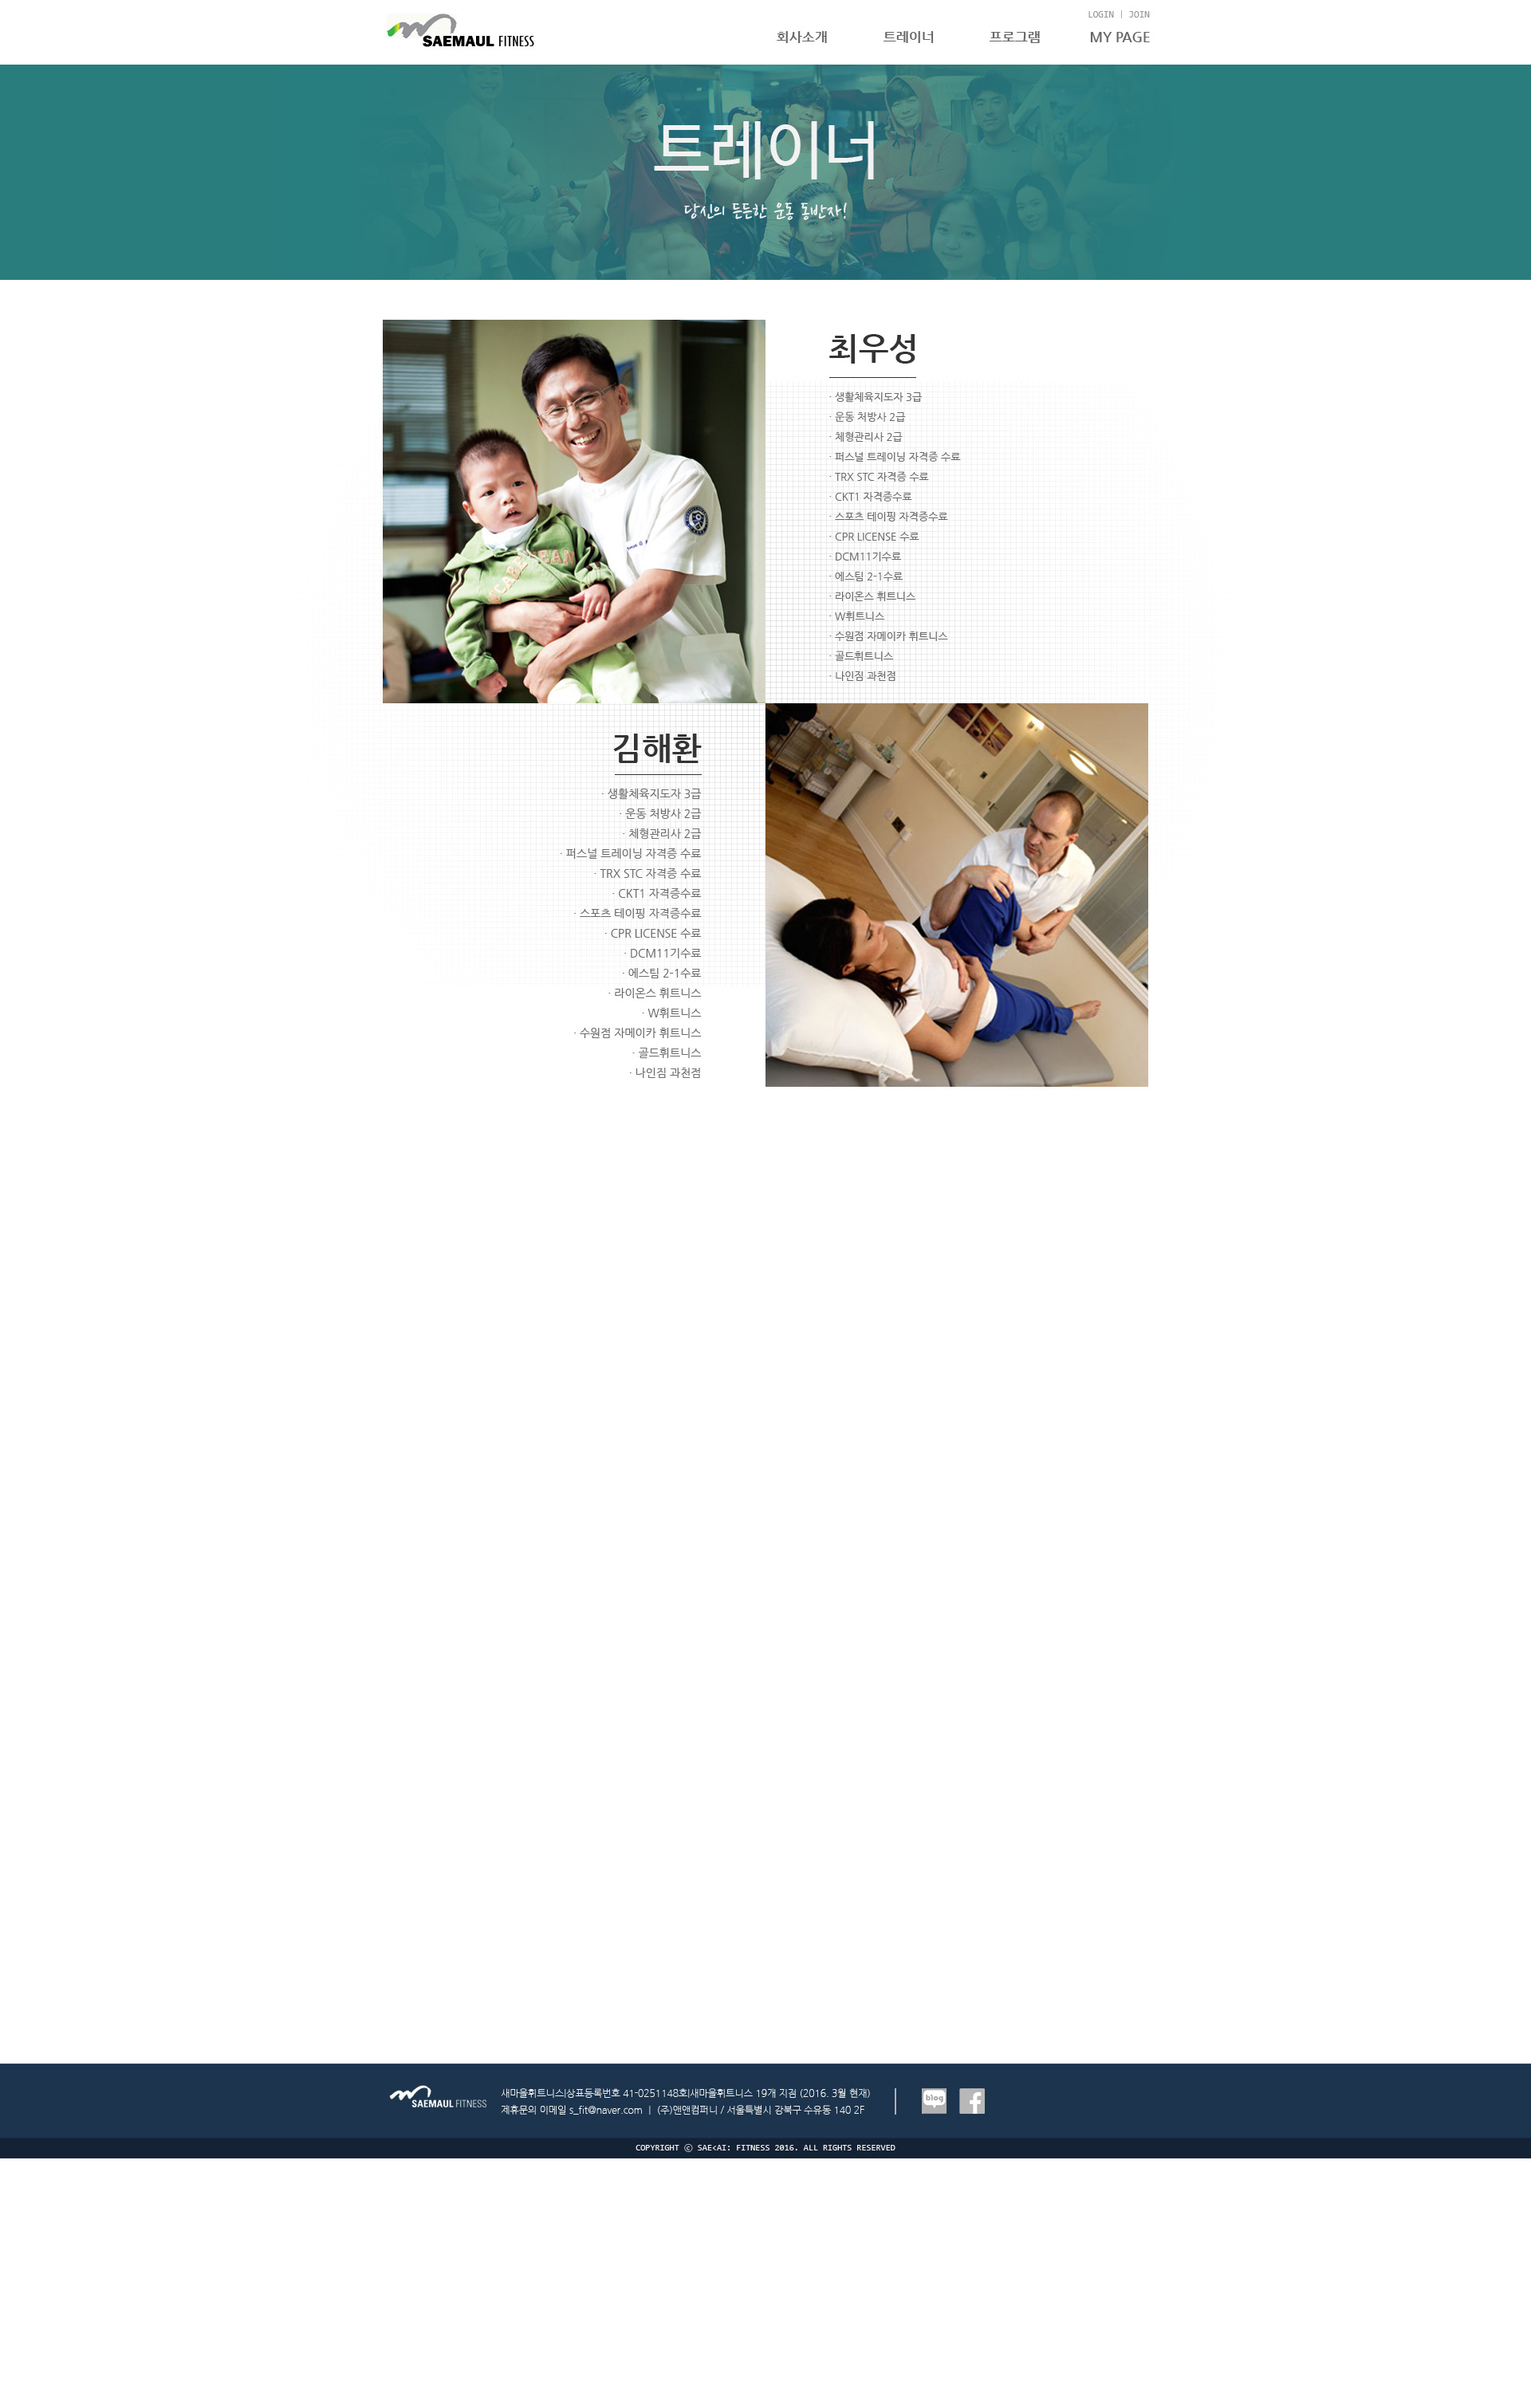 LOGIN | JOIN
SAEMAUL FITNESS
회사소개 트레이너 프로그램 MY PAGE
트레이너
당신의 든든한 운동 동반자!
최우성
· 생활체육지도자 3급
· 운동 처방사 2급
· 체형관리사 2급
· 퍼스널 트레이닝 자격증 수료
· TRX STC 자격증 수료
· CKT1 자격증수료
· 스포츠 테이핑 자격증수료
· CPR LICENSE 수료
· DCM11기수료
· 에스팀 2-1수료
· 라이온스 휘트니스
· W휘트니스
· 수원점 자메이카 휘트니스
· 골드휘트니스
· 나인짐 과천점
김해환
· 생활체육지도자 3급
· 운동 처방사 2급
· 체형관리사 2급
· 퍼스널 트레이닝 자격증 수료
· TRX STC 자격증 수료
· CKT1 자격증수료
· 스포츠 테이핑 자격증수료
· CPR LICENSE 수료
· DCM11기수료
· 에스팀 2-1수료
· 라이온스 휘트니스
· W휘트니스
· 수원점 자메이카 휘트니스
· 골드휘트니스
· 나인짐 과천점
SAEMAUL FITNESS
새마을휘트니스|상표등록번호 41-0251148호|새마을휘트니스 19개 지점 (2016. 3월 현재)
제휴문의 이메일 s_fit@naver.com | (주)앤앤컴퍼니 / 서울특별시 강북구 수유동 140 2F
blog
COPYRIGHT ⓒ SAE<AI: FITNESS 2016. ALL RIGHTS RESERVED